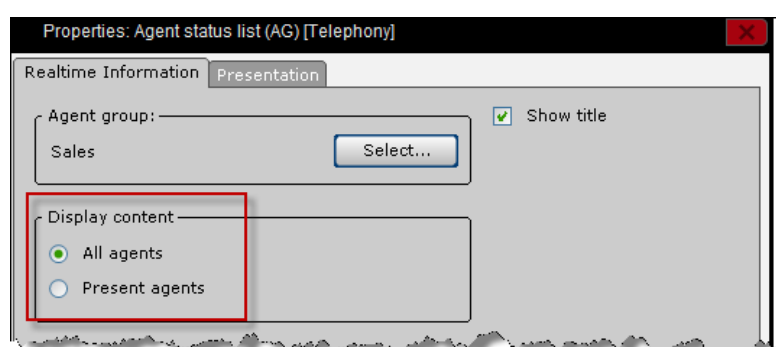 Properties: Agent status list (AG) [Telephony]
Realtime Information Presentation
Agent group:
Show title
Sales
Select...
Display content
All agents
Present agents